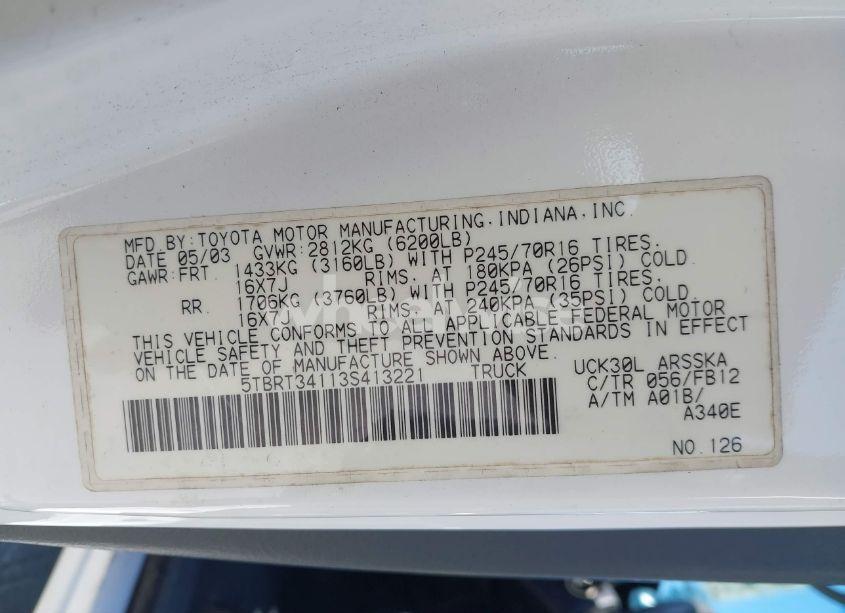 MFD.BY:TOYOTA MOTOR MANUFACTURING,INDIANA,INC.
DATE 05/03 GVWR:2812KG (6200LB)
GAWR:FRT 1433KG (3160LB) WITH P245/70R16 TIRES.
16X7J RIMS. AT 180KPA (26PSI) COLD
RR. 1706KG (3760LB) WITH P245/70R16 TIRES.
16X7J RIMS. AT 240KPA (35PSI) COLD.
THIS VEHICLE CONFORMS TO ALL APPLICABLE FEDERAL MOTOR
VEHICLE SAFETY AND THEFT PREVENTION STANDARDS IN EFFECT
ON THE DATE OF MANUFACTURE SHOWN ABOVE.
5TBRT34113S413221 TRUCK
UCK30L ARSSKA
C/TR 056/FB12
A/TM A01B/
A340E
NO.126
wheelwise